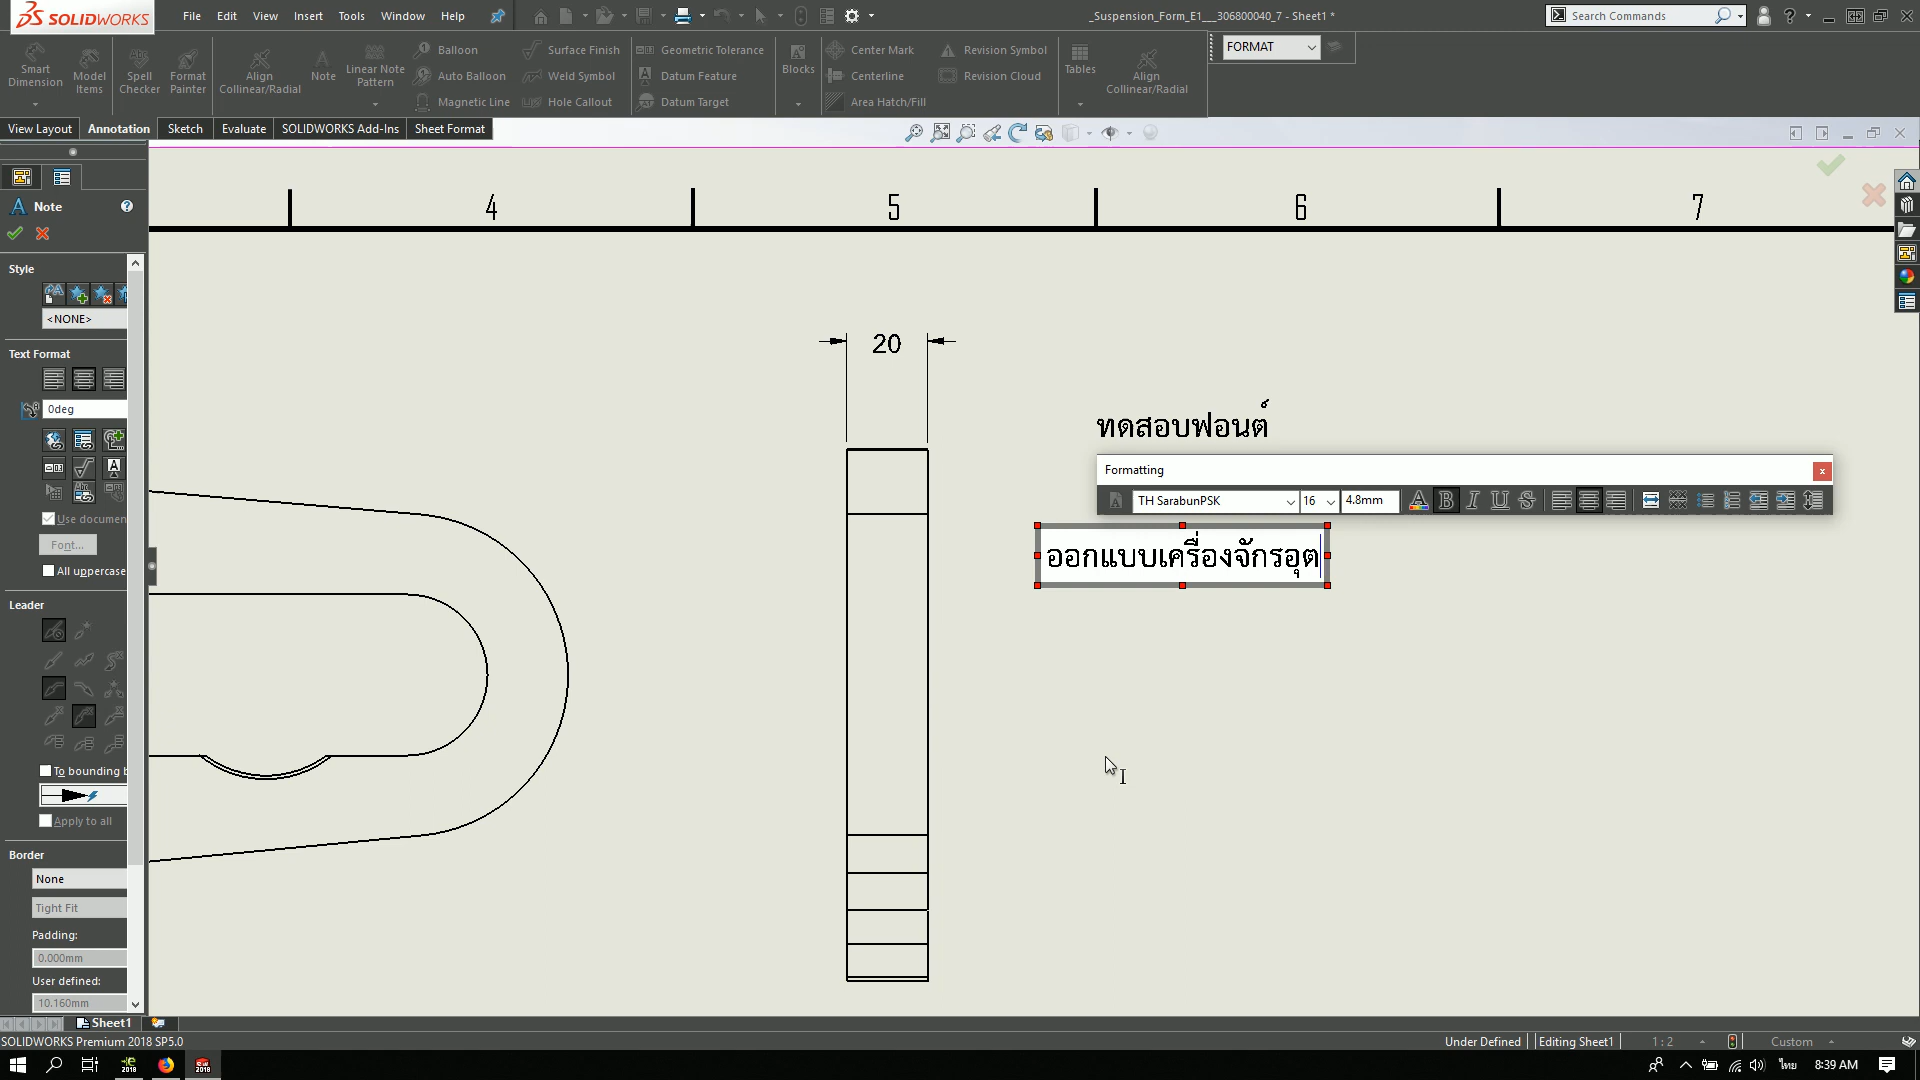 SOLIDWORKS File Edit View Insert Tools Window Help _Suspension_Form_E1___306800040_7 - Sheet1 * Search Commands
Smart Dimension Model Items Spell Checker Format Painter Align Collinear/Radial Note Linear Note Pattern Balloon Surface Finish Geometric Tolerance Blocks Center Mark Revision Symbol Tables Align Collinear/Radial FORMAT
Auto Balloon Weld Symbol Datum Feature Centerline Revision Cloud
Magnetic Line Hole Callout Datum Target Area Hatch/Fill
View Layout Annotation Sketch Evaluate SOLIDWORKS Add-Ins Sheet Format
4 5 6 7
Note
Style
<NONE>
Text Format
0deg
Use documen
Font...
All uppercase
Leader
To bounding b
Apply to all
Border
None
Tight Fit
Padding:
0.000mm
User defined:
10.160mm
20
ทดสอบฟอนต์
Formatting
TH SarabunPSK 16 4.8mm
ออกแบบเครื่องจักรอุต
Sheet1
SOLIDWORKS Premium 2018 SP5.0 Under Defined Editing Sheet1 1 : 2 Custom
2018 2018 ไทย 8:39 AM